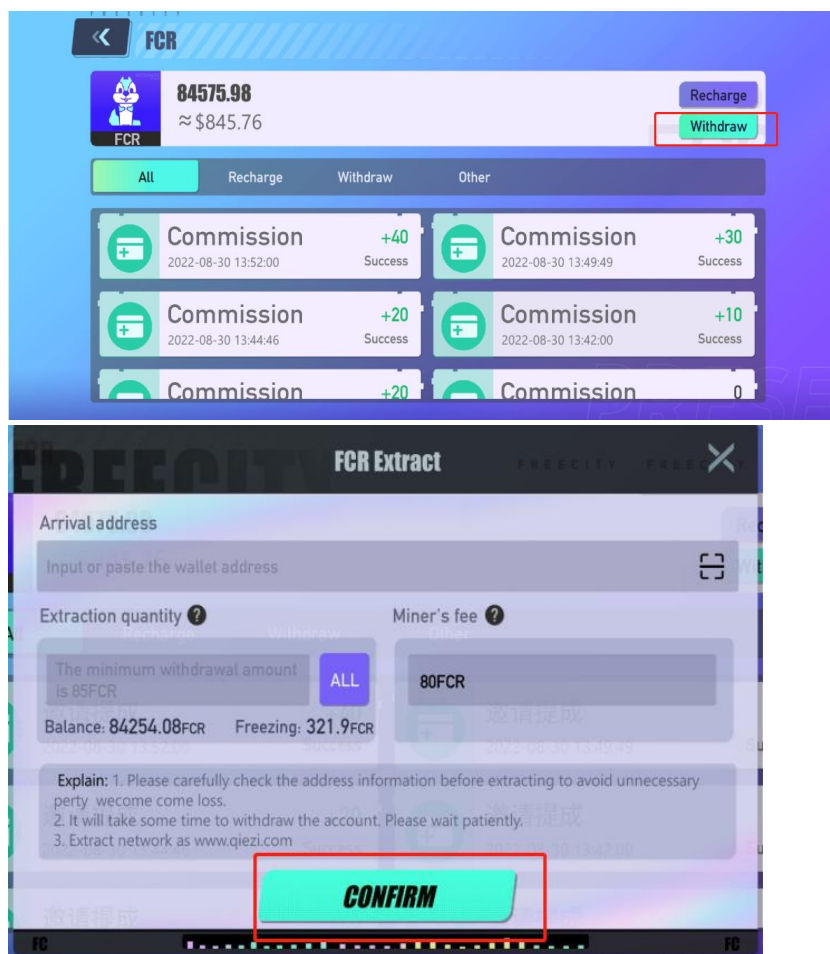 FCR
84575.98
≈$845.76
FCR
Recharge
Withdraw
All Recharge Withdraw Other
Commission +40
2022-08-30 13:52:00 Success
Commission +30
2022-08-30 13:49:49 Success
Commission +20
2022-08-30 13:44:46 Success
Commission +10
2022-08-30 13:42:00 Success
Commission +20
Commission 0
PRESE
FREECITY
FCR Extract
FREECITY FREECITY
Arrival address
Input or paste the wallet address
Extraction quantity ? Miner's fee ?
The minimum withdrawal amount
is 85FCR
ALL
80FCR
Balance: 84254.08FCR Freezing: 321.9FCR
Explain: 1. Please carefully check the address information before extracting to avoid unnecessary
perty wecome come loss.
2. It will take some time to withdraw the account. Please wait patiently.
3. Extract network as www.qiezi.com
CONFIRM
邀请提成
邀请提成
FC FC